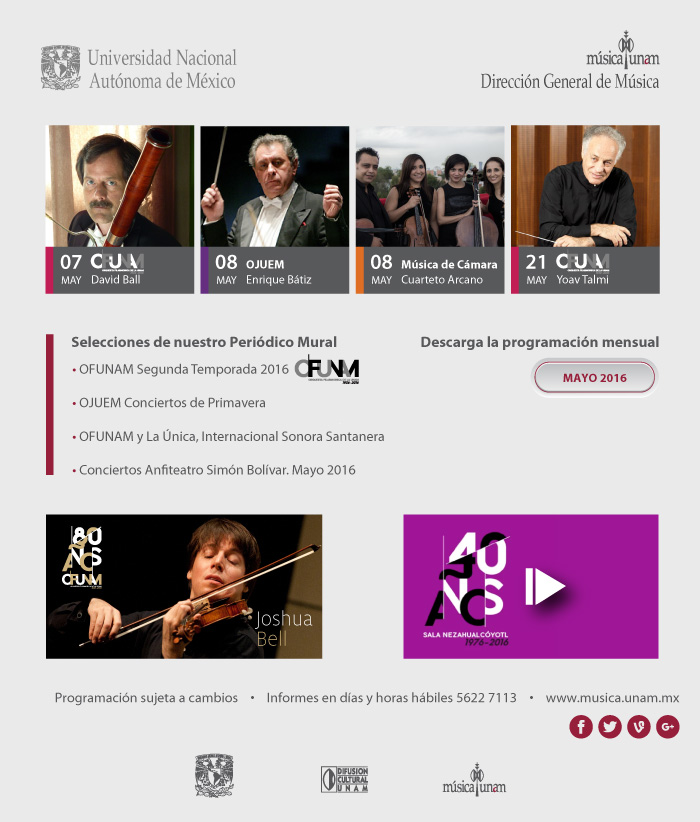 Universidad Nacional
Autónoma de México
música unam
Dirección General de Música
07 OFUNAM
MAY David Ball
08 OJUEM
MAY Enrique Bátiz
08 Música de Cámara
MAY Cuarteto Arcano
21 OFUNAM
MAY Yoav Talmi
Selecciones de nuestro Periódico Mural
• OFUNAM Segunda Temporada 2016 OFUNAM
• OJUEM Conciertos de Primavera
• OFUNAM y La Única, Internacional Sonora Santanera
• Conciertos Anfiteatro Simón Bolívar. Mayo 2016
Descarga la programación mensual
MAYO 2016
80
AÑOS
OFUNAM
Joshua
Bell
40
AÑOS
SALA NEZAHUALCÓYOTL
1976-2016
Programación sujeta a cambios • Informes en días y horas hábiles 5622 7113 • www.musica.unam.mx
f G+
DIFUSION
CULTURAL
UNAM
música unam